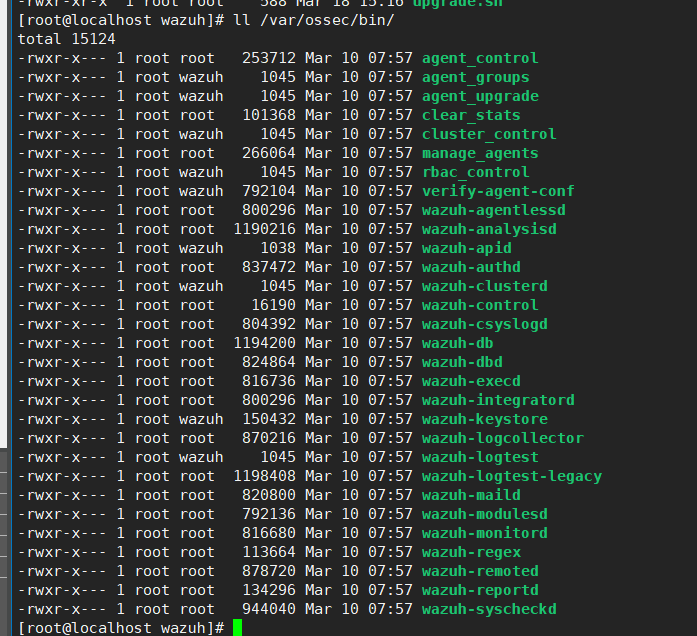 -rwxr-xr-x 1 root root 588 Mar 18 15:16 upgrade.sh
[root@localhost wazuh]# ll /var/ossec/bin/
total 15124
-rwxr-x--- 1 root root 253712 Mar 10 07:57 agent_control
-rwxr-x--- 1 root wazuh 1045 Mar 10 07:57 agent_groups
-rwxr-x--- 1 root wazuh 1045 Mar 10 07:57 agent_upgrade
-rwxr-x--- 1 root root 101368 Mar 10 07:57 clear_stats
-rwxr-x--- 1 root wazuh 1045 Mar 10 07:57 cluster_control
-rwxr-x--- 1 root root 266064 Mar 10 07:57 manage_agents
-rwxr-x--- 1 root wazuh 1045 Mar 10 07:57 rbac_control
-rwxr-x--- 1 root wazuh 792104 Mar 10 07:57 verify-agent-conf
-rwxr-x--- 1 root root 800296 Mar 10 07:57 wazuh-agentlessd
-rwxr-x--- 1 root root 1190216 Mar 10 07:57 wazuh-analysisd
-rwxr-x--- 1 root wazuh 1038 Mar 10 07:57 wazuh-apid
-rwxr-x--- 1 root root 837472 Mar 10 07:57 wazuh-authd
-rwxr-x--- 1 root wazuh 1045 Mar 10 07:57 wazuh-clusterd
-rwxr-x--- 1 root root 16190 Mar 10 07:57 wazuh-control
-rwxr-x--- 1 root root 804392 Mar 10 07:57 wazuh-csyslogd
-rwxr-x--- 1 root root 1194200 Mar 10 07:57 wazuh-db
-rwxr-x--- 1 root root 824864 Mar 10 07:57 wazuh-dbd
-rwxr-x--- 1 root root 816736 Mar 10 07:57 wazuh-execd
-rwxr-x--- 1 root root 800296 Mar 10 07:57 wazuh-integratord
-rwxr-x--- 1 root wazuh 150432 Mar 10 07:57 wazuh-keystore
-rwxr-x--- 1 root root 870216 Mar 10 07:57 wazuh-logcollector
-rwxr-x--- 1 root wazuh 1045 Mar 10 07:57 wazuh-logtest
-rwxr-x--- 1 root root 1198408 Mar 10 07:57 wazuh-logtest-legacy
-rwxr-x--- 1 root root 820800 Mar 10 07:57 wazuh-maild
-rwxr-x--- 1 root root 792136 Mar 10 07:57 wazuh-modulesd
-rwxr-x--- 1 root root 816680 Mar 10 07:57 wazuh-monitord
-rwxr-x--- 1 root root 113664 Mar 10 07:57 wazuh-regex
-rwxr-x--- 1 root root 878720 Mar 10 07:57 wazuh-remoted
-rwxr-x--- 1 root root 134296 Mar 10 07:57 wazuh-reportd
-rwxr-x--- 1 root root 944040 Mar 10 07:57 wazuh-syscheckd
[root@localhost wazuh]#